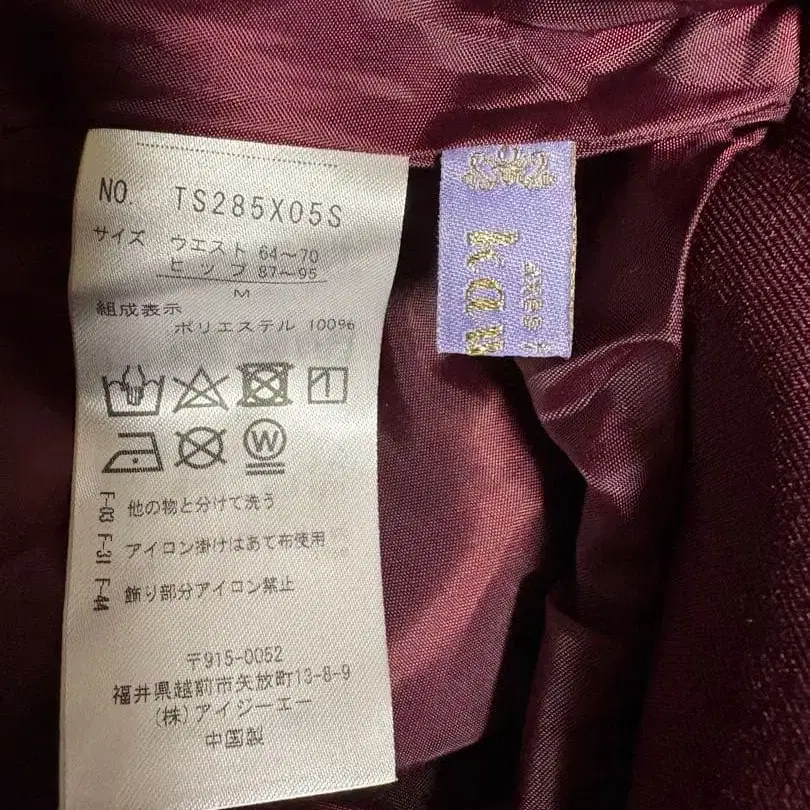 NO. TS285X05S
サイズ ウエスト 64～70
ヒップ 87～95
M
組成表示
ポリエステル 100%
W
F-03 他の物と分けて洗う
F-31 アイロン掛けはあて布使用
F-44 飾り部分アイロン禁止
〒915-0052
福井県越前市矢放町13-8-9
(株)アイジーエー
中国製
axes
kaw